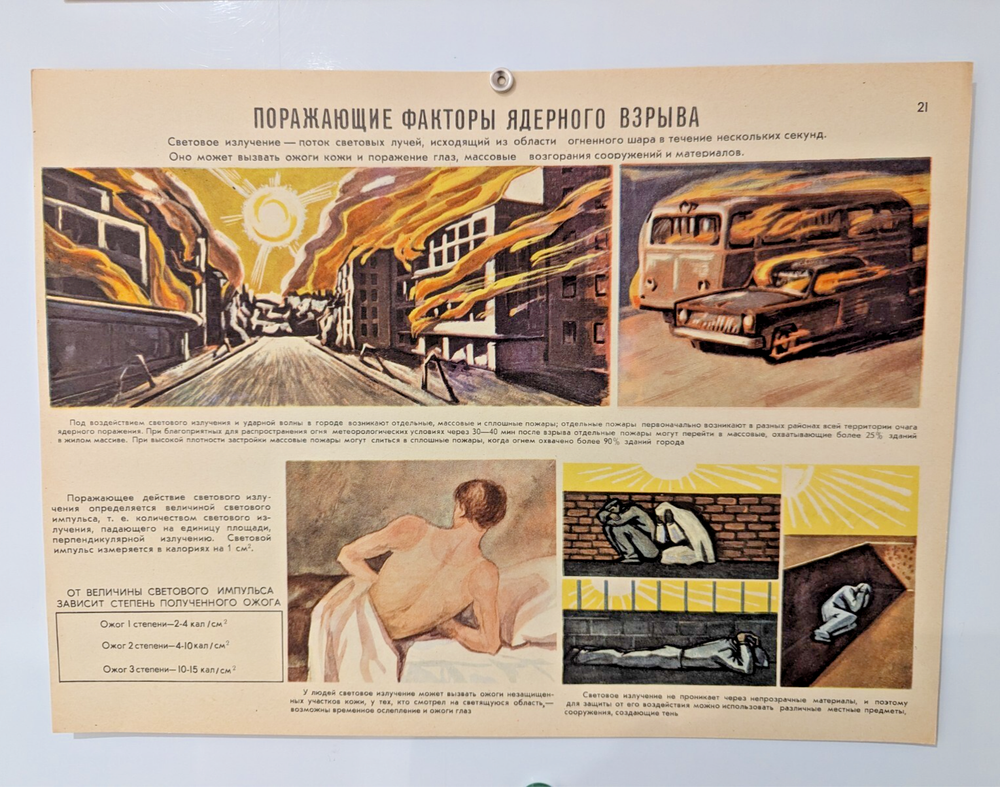 21
ПОРАЖАЮЩИЕ ФАКТОРЫ ЯДЕРНОГО ВЗРЫВА
Световое излучение — поток световых лучей, исходящий из области огненного шара в течение нескольких секунд.
Оно может вызвать ожоги кожи и поражение глаз, массовые возгорания сооружений и материалов.
Под воздействием светового излучения и ударной волны в городе возникают отдельные, массовые и сплошные пожары; отдельные пожары первоначально возникают в разных районах всей территории очага
ядерного поражения. При благоприятных для распространения огня метеорологических условиях через 30—40 мин после взрыва отдельные пожары могут перейти в массовые, охватывающие более 25% зданий
в жилом массиве. При высокой плотности застройки массовые пожары могут слиться в сплошные пожары, когда огнем охвачено более 90% зданий города
Поражающее действие светового излу-
чения определяется величиной светового
импульса, т. е. количеством светового из-
лучения, падающего на единицу площади,
перпендикулярной излучению. Световой
импульс измеряется в калориях на 1 см².
ОТ ВЕЛИЧИНЫ СВЕТОВОГО ИМПУЛЬСА
ЗАВИСИТ СТЕПЕНЬ ПОЛУЧЕННОГО ОЖОГА
Ожог 1 степени—2-4 кал/см²
Ожог 2 степени—4-10 кал/см²
Ожог 3 степени—10-15 кал/см²
У людей световое излучение может вызвать ожоги незащищен-
ных участков кожи, у тех, кто смотрел на светящуюся область,—
возможны временное ослепление и ожоги глаз
Световое излучение не проникает через непрозрачные материалы, и поэтому
для защиты от его воздействия можно использовать различные местные предметы,
сооружения, создающие тень